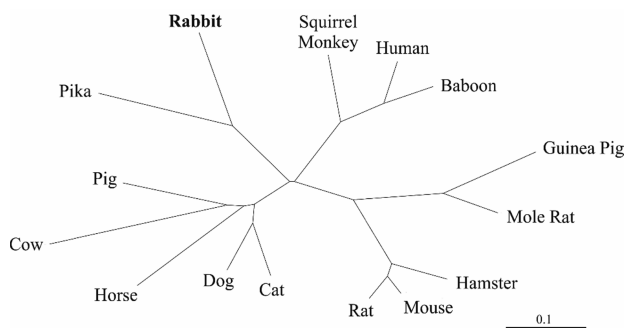 Rabbit
Squirrel
Monkey
Human
Pika
Baboon
Guinea Pig
Pig
Mole Rat
Cow
Dog
Cat
Hamster
Horse
Rat
Mouse
0.1